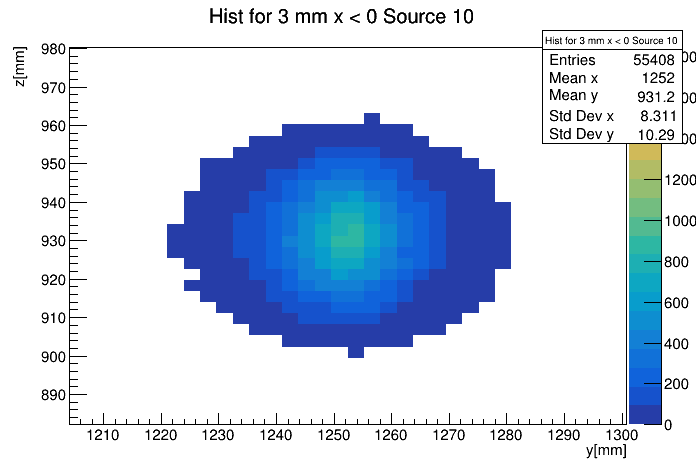 Hist for 3 mm x < 0 Source 10
Hist for 3 mm x < 0 Source 10
Entries 55408
Mean x 1252
Mean y 931.2
Std Dev x 8.311
Std Dev y 10.29
z[mm]
980
970
960
950
940
930
920
910
900
890
1210 1220 1230 1240 1250 1260 1270 1280 1290 1300
y[mm]
1200
1000
800
600
400
200
0